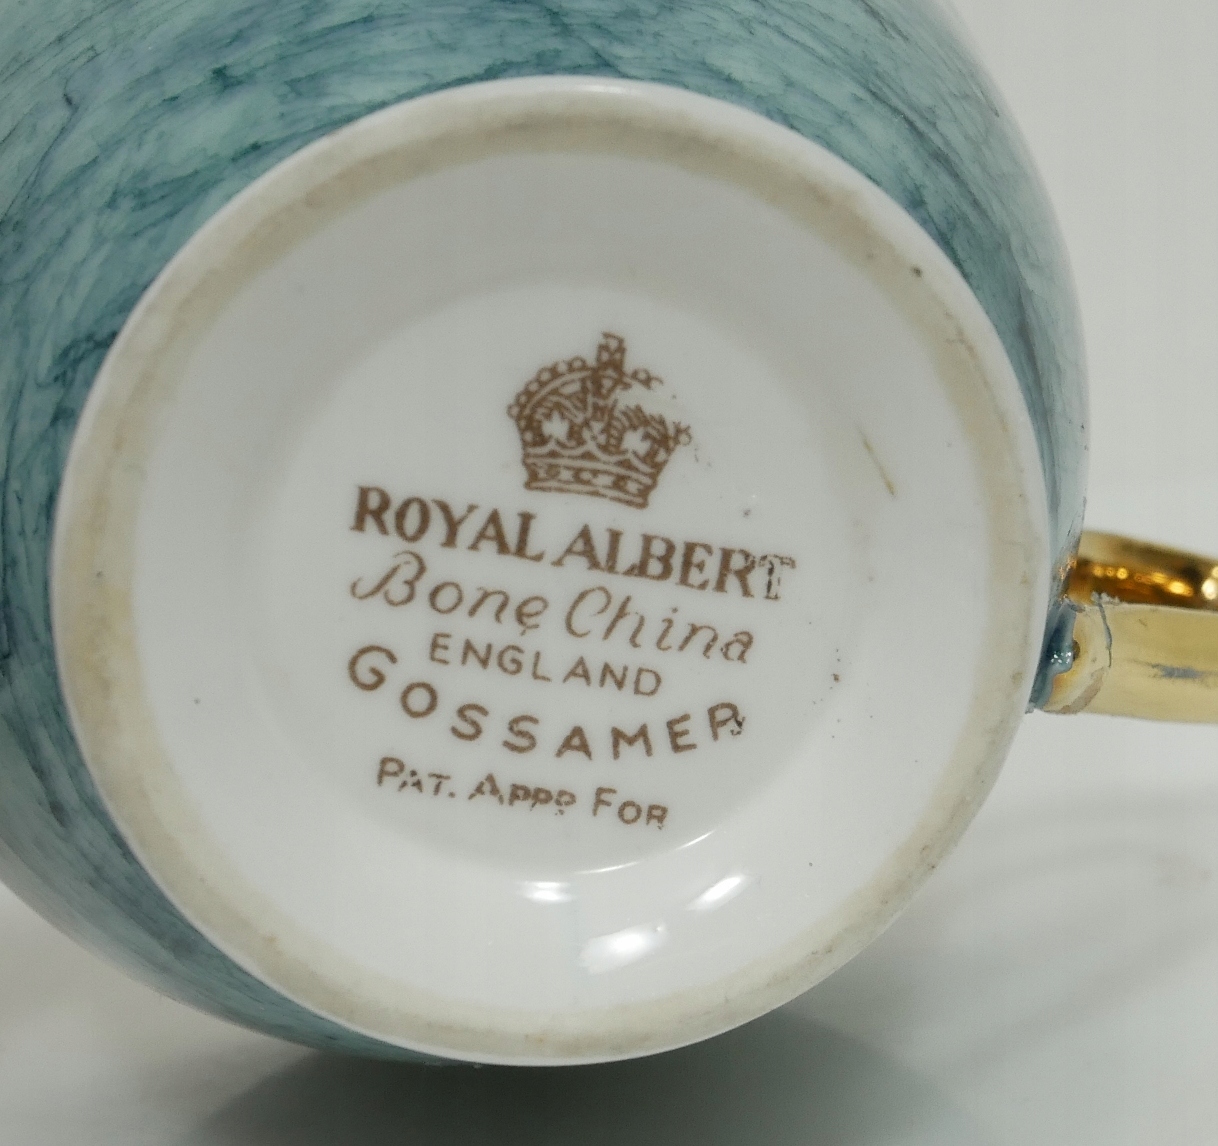 ROYAL ALBERT
Bone China
ENGLAND
GOSSAMER
PAT. APPD FOR